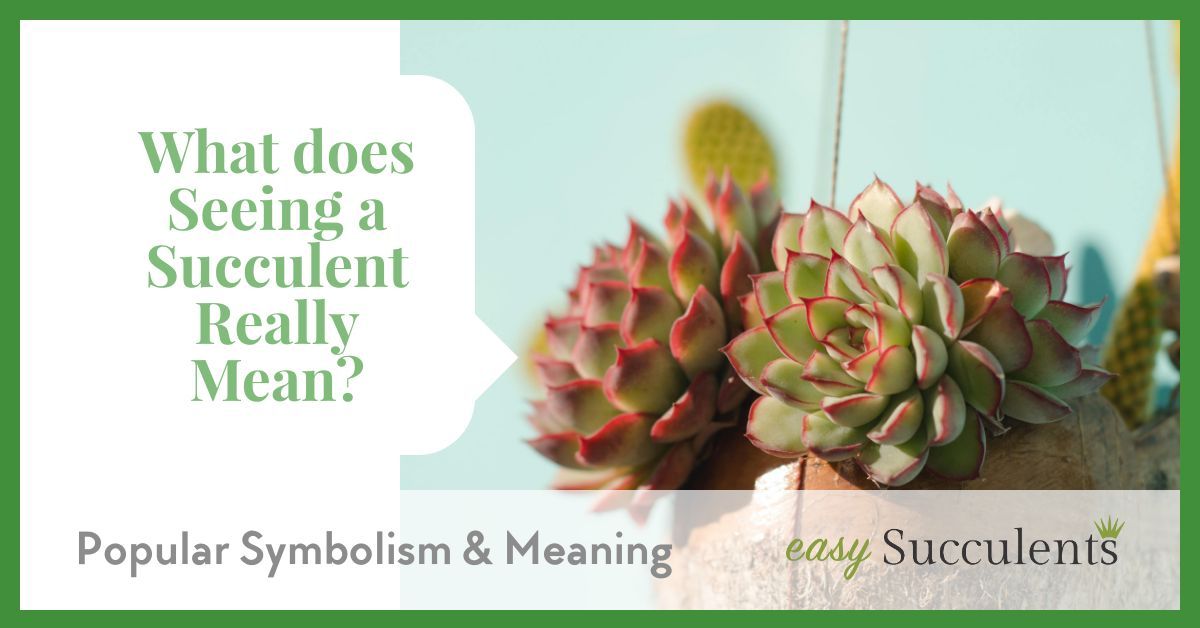 What does
Seeing a
Succulent
Really
Mean?
Popular Symbolism & Meaning
easy Succulents